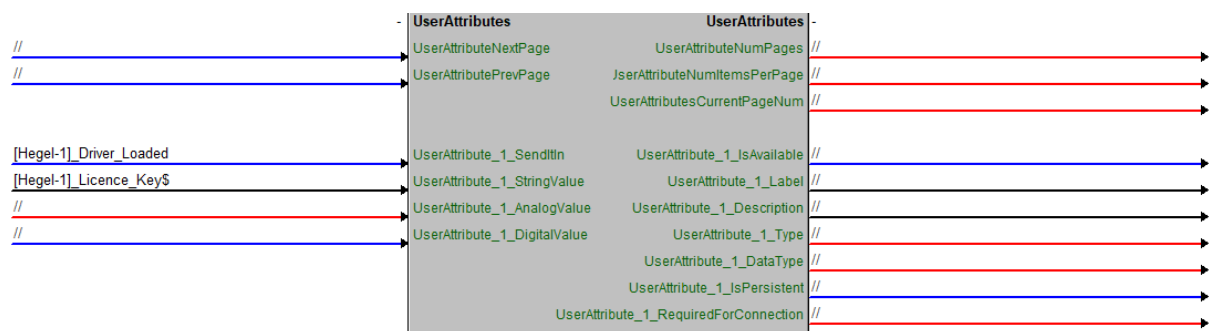 - UserAttributes UserAttributes -
// UserAttributeNextPage UserAttributeNumPages //
// UserAttributePrevPage JserAttributeNumItemsPerPage //
UserAttributesCurrentPageNum //
[Hegel-1]_Driver_Loaded UserAttribute_1_SendItIn UserAttribute_1_IsAvailable //
[Hegel-1]_Licence_Key$ UserAttribute_1_StringValue UserAttribute_1_Label //
// UserAttribute_1_AnalogValue UserAttribute_1_Description //
// UserAttribute_1_DigitalValue UserAttribute_1_Type //
UserAttribute_1_DataType //
UserAttribute_1_IsPersistent //
UserAttribute_1_RequiredForConnection //